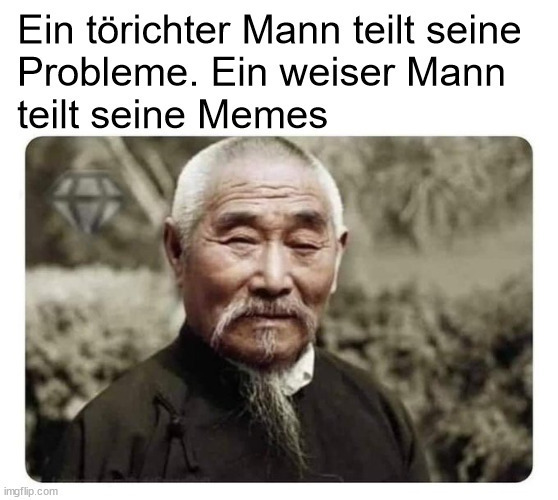 Ein törichter Mann teilt seine
Probleme. Ein weiser Mann
teilt seine Memes
imgflip.com